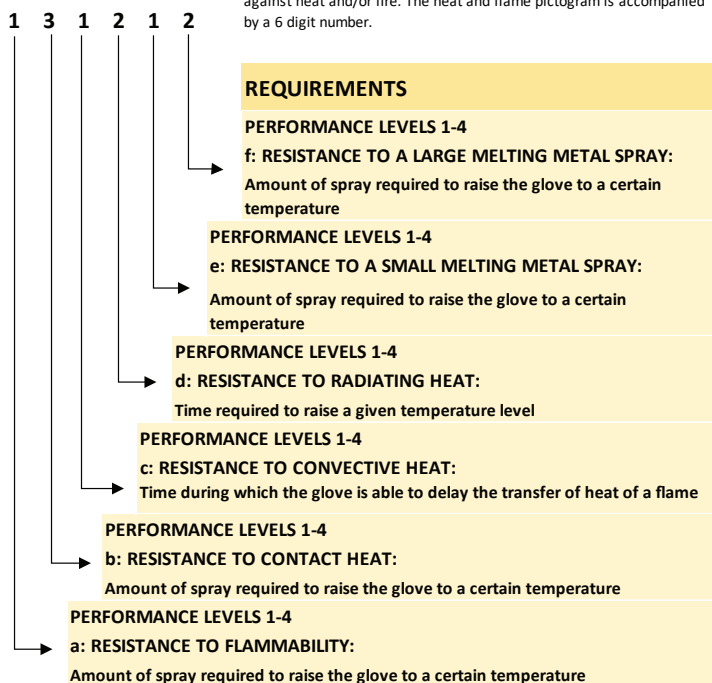 against heat and/or fire. The heat and flame pictogram is accompanied
by a 6 digit number.
1 3 1 2 1 2
REQUIREMENTS
PERFORMANCE LEVELS 1-4
f: RESISTANCE TO A LARGE MELTING METAL SPRAY:
Amount of spray required to raise the glove to a certain
temperature
PERFORMANCE LEVELS 1-4
e: RESISTANCE TO A SMALL MELTING METAL SPRAY:
Amount of spray required to raise the glove to a certain
temperature
PERFORMANCE LEVELS 1-4
d: RESISTANCE TO RADIATING HEAT:
Time required to raise a given temperature level
PERFORMANCE LEVELS 1-4
c: RESISTANCE TO CONVECTIVE HEAT:
Time during which the glove is able to delay the transfer of heat of a flame
PERFORMANCE LEVELS 1-4
b: RESISTANCE TO CONTACT HEAT:
Amount of spray required to raise the glove to a certain temperature
PERFORMANCE LEVELS 1-4
a: RESISTANCE TO FLAMMABILITY:
Amount of spray required to raise the glove to a certain temperature